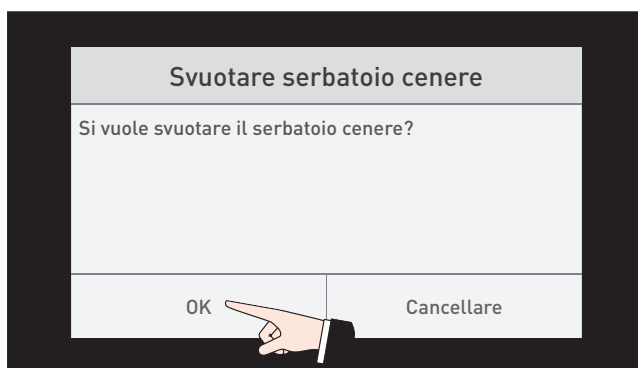 Svuotare serbatoio cenere
Si vuole svuotare il serbatoio cenere?
OK
Cancellare